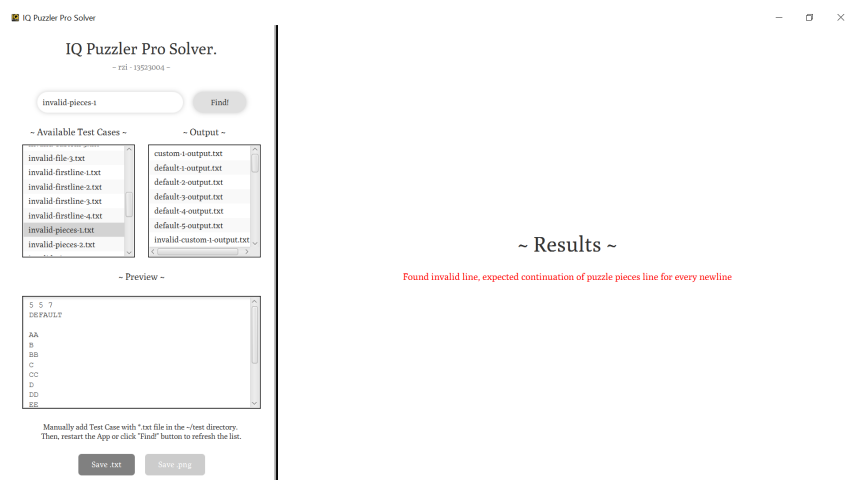 IQ Puzzler Pro Solver
IQ Puzzler Pro Solver.
~ rzi - 13523004 ~
invalid-pieces-1
Find!
~ Available Test Cases ~
invalid-file-3.txt
invalid-firstline-1.txt
invalid-firstline-2.txt
invalid-firstline-3.txt
invalid-firstline-4.txt
invalid-pieces-1.txt
invalid-pieces-2.txt
~ Output ~
custom-1-output.txt
default-1-output.txt
default-2-output.txt
default-3-output.txt
default-4-output.txt
default-5-output.txt
invalid-custom-1-output.txt
~ Preview ~
5 5 7
DEFAULT
AA
B
BB
C
CC
D
DD
EE
Manually add Test Case with *.txt file in the ~/test directory.
Then, restart the App or click "Find!" button to refresh the list.
Save .txt
Save .png
~ Results ~
Found invalid line, expected continuation of puzzle pieces line for every newline